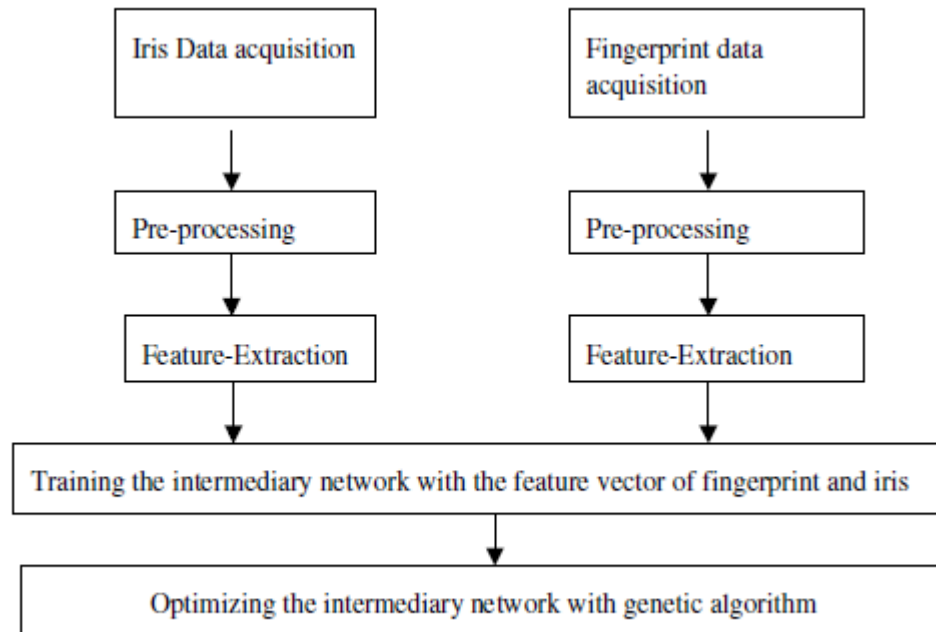 Iris Data acquisition
Fingerprint data
acquisition
Pre-processing
Pre-processing
Feature-Extraction
Feature-Extraction
Training the intermediary network with the feature vector of fingerprint and iris
Optimizing the intermediary network with genetic algorithm